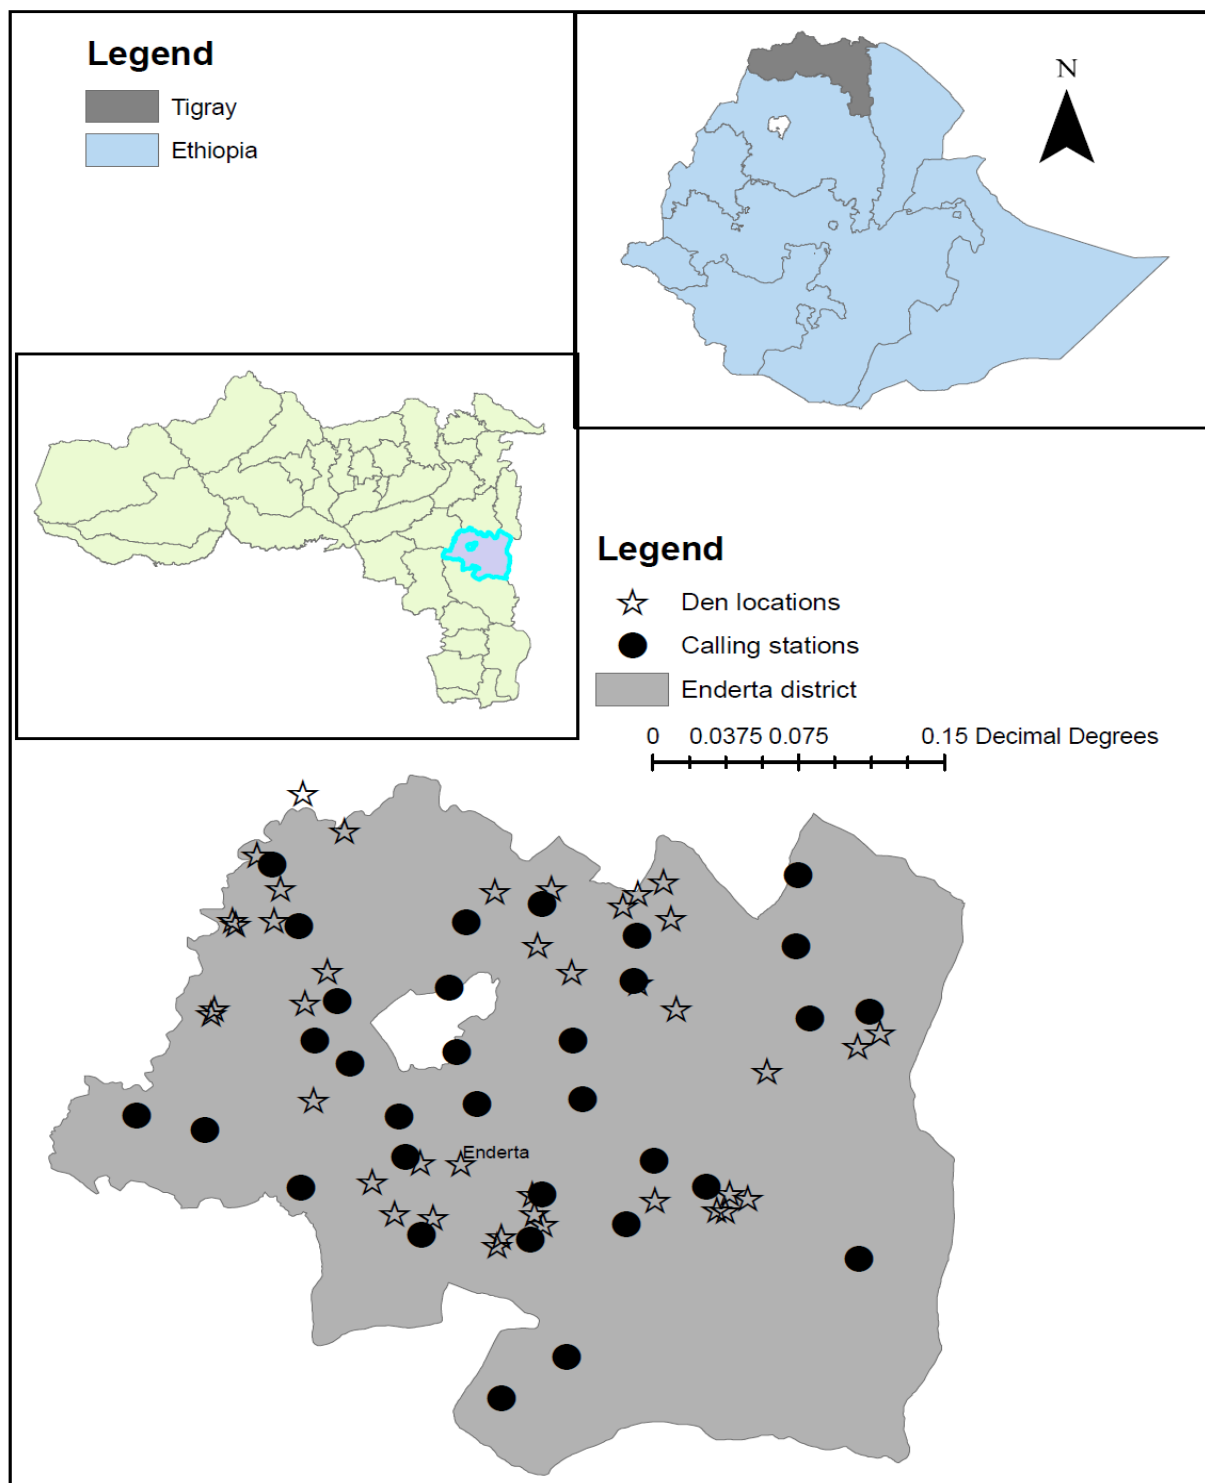 Legend
Tigray
Ethiopia
N
Legend
Den locations
Calling stations
Enderta district
0 0.0375 0.075 0.15 Decimal Degrees
Enderta